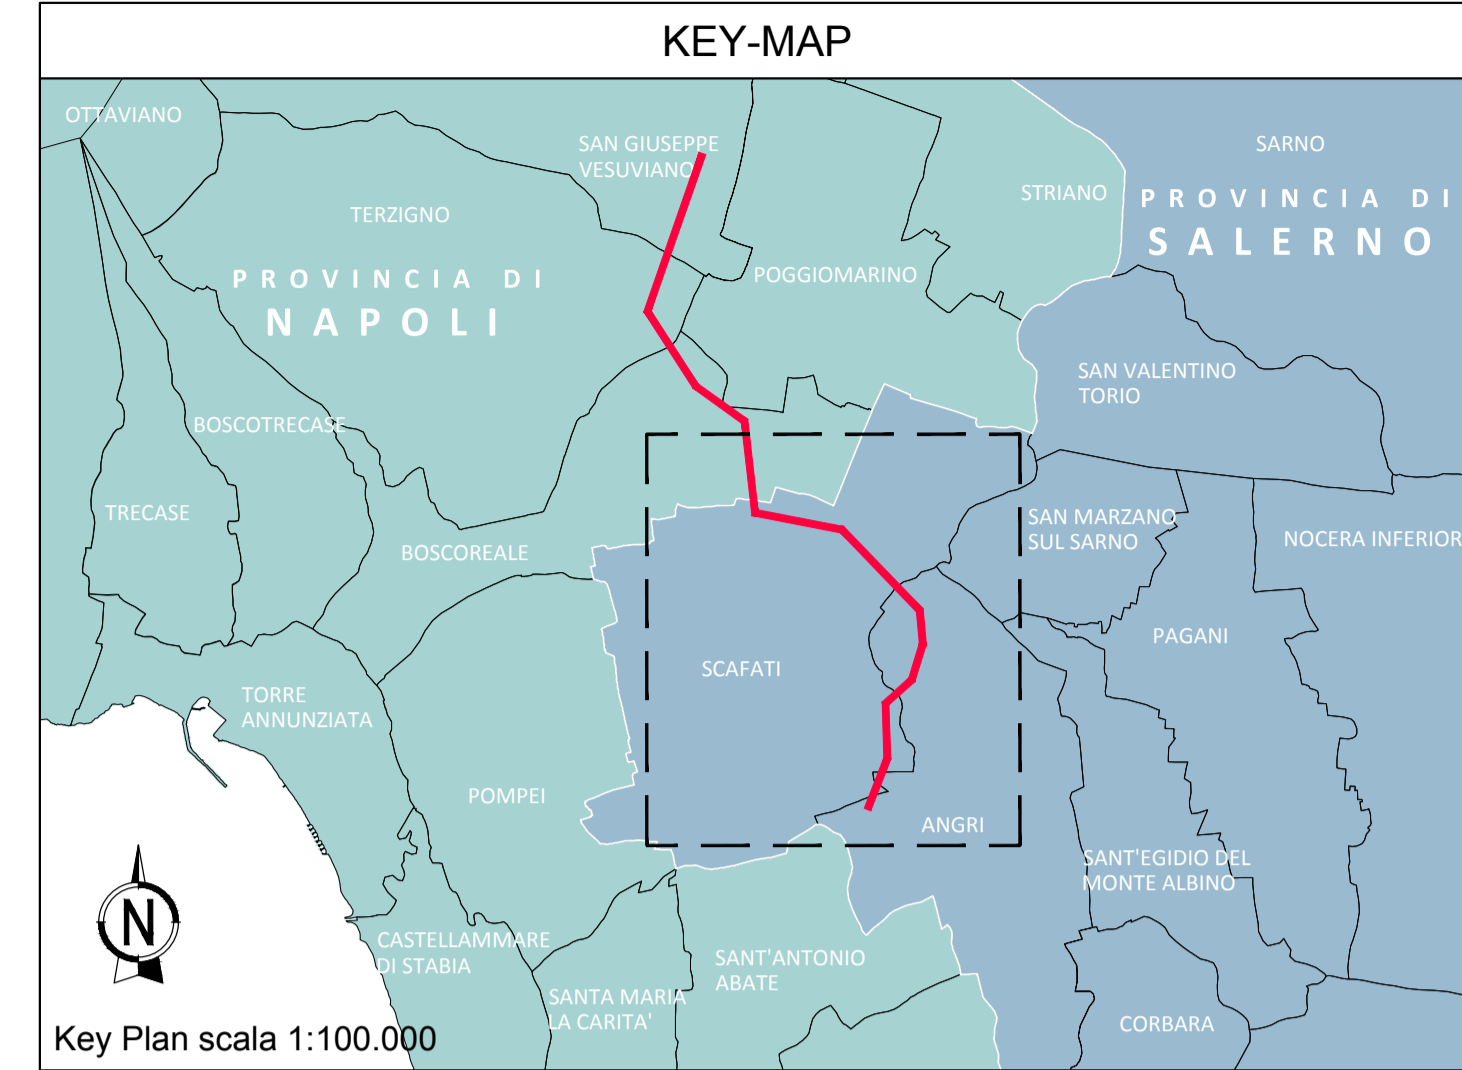 KEY-MAP
OTTAVIANO
SAN GIUSEPPE
VESUVIANO
SARNO
STRIANO
PROVINCIA DI
SALERNO
TERZIGNO
PROVINCIA DI
NAPOLI
POGGIOMARINO
SAN VALENTINO
TORIO
BOSCOTRECASE
TRECASE
BOSCOREALE
SAN MARZANO
SUL SARNO
NOCERA INFERIOR
PAGANI
SCAFATI
TORRE
ANNUNZIATA
POMPEI
ANGRI
SANT'EGIDIO DEL
MONTE ALBINO
N
CASTELLAMMARE
DI STABIA
SANT'ANTONIO
ABATE
SANTA MARIA
LA CARITA'
CORBARA
Key Plan scala 1:100.000